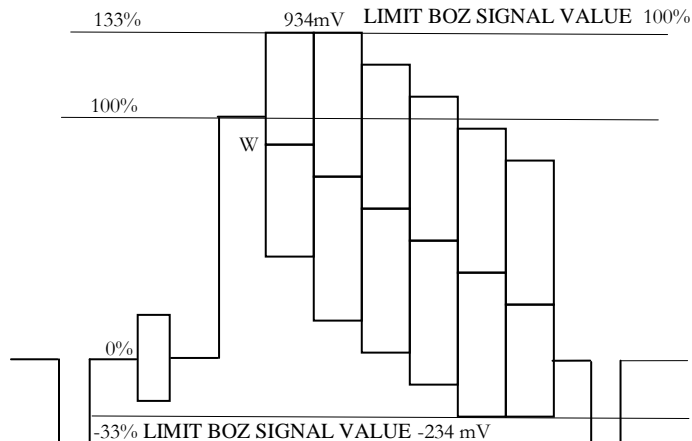 133% 934mV LIMIT BOZ SIGNAL VALUE 100%
100%
W
0%
-33% LIMIT BOZ SIGNAL VALUE -234 mV